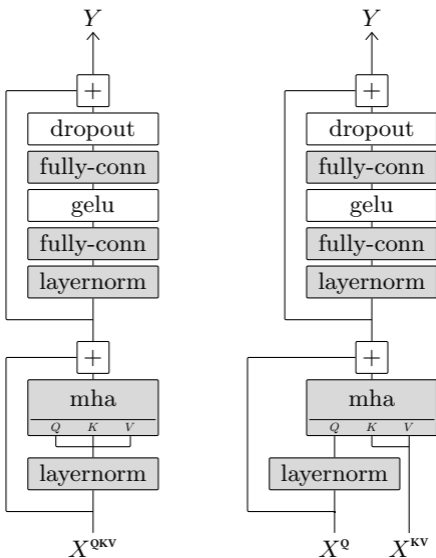 Y
+
dropout
fully-conn
gelu
fully-conn
layernorm
+
mha
Q K V
layernorm
X^QKV
Y
+
dropout
fully-conn
gelu
fully-conn
layernorm
+
mha
Q K V
layernorm
X^Q X^KV